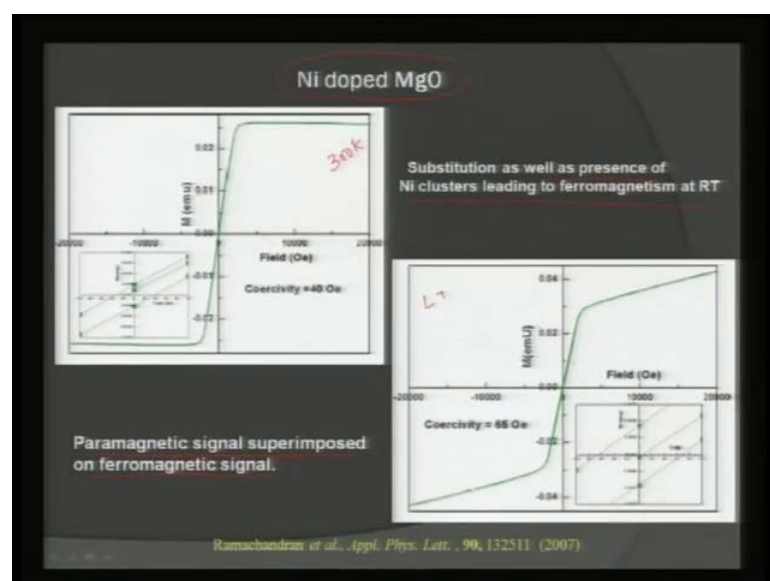 Ni doped MgO
300K
0.02
0.01
M (emu)
0.00
-20000
-10000
0
10000
20000
Field (Oe)
-0.01
Coercivity =40 Oe
-0.02
Substitution as well as presence of
Ni clusters leading to ferromagnetism at RT
LT
0.04
0.02
M(emU)
0.00
Field (Oe)
-20000
-10000
0
10000
20000
Coercivity = 65 Oe
-0.02
-0.04
Paramagnetic signal superimposed
on ferromagnetic signal.
Ramachandran et al., Appl. Phys. Lett. , 90, 132511 (2007)